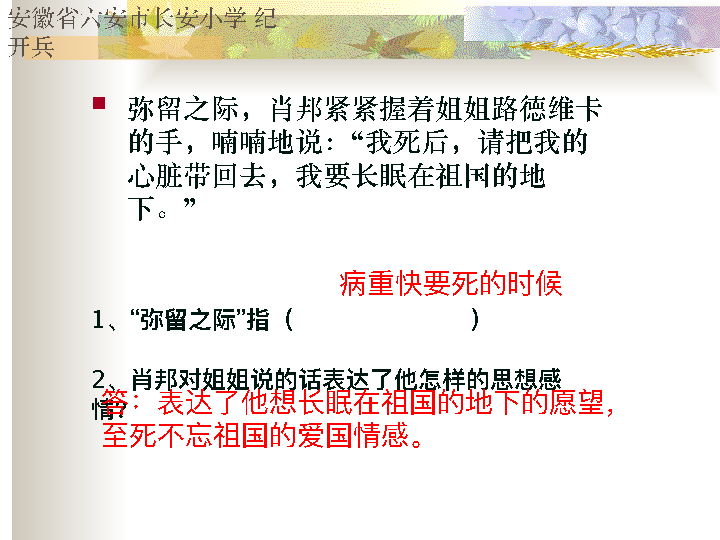 安徽省六安市长安小学 纪
开兵
弥留之际，肖邦紧紧握着姐姐路德维卡
的手，喃喃地说：“我死后，请把我的
心脏带回去，我要长眠在祖国的地
下。”
病重快要死的时候
1、“弥留之际”指（ ）
2、肖邦对姐姐说的话表达了他怎样的思想感
情？
答：表达了他想长眠在祖国的地下的愿望，
至死不忘祖国的爱国情感。